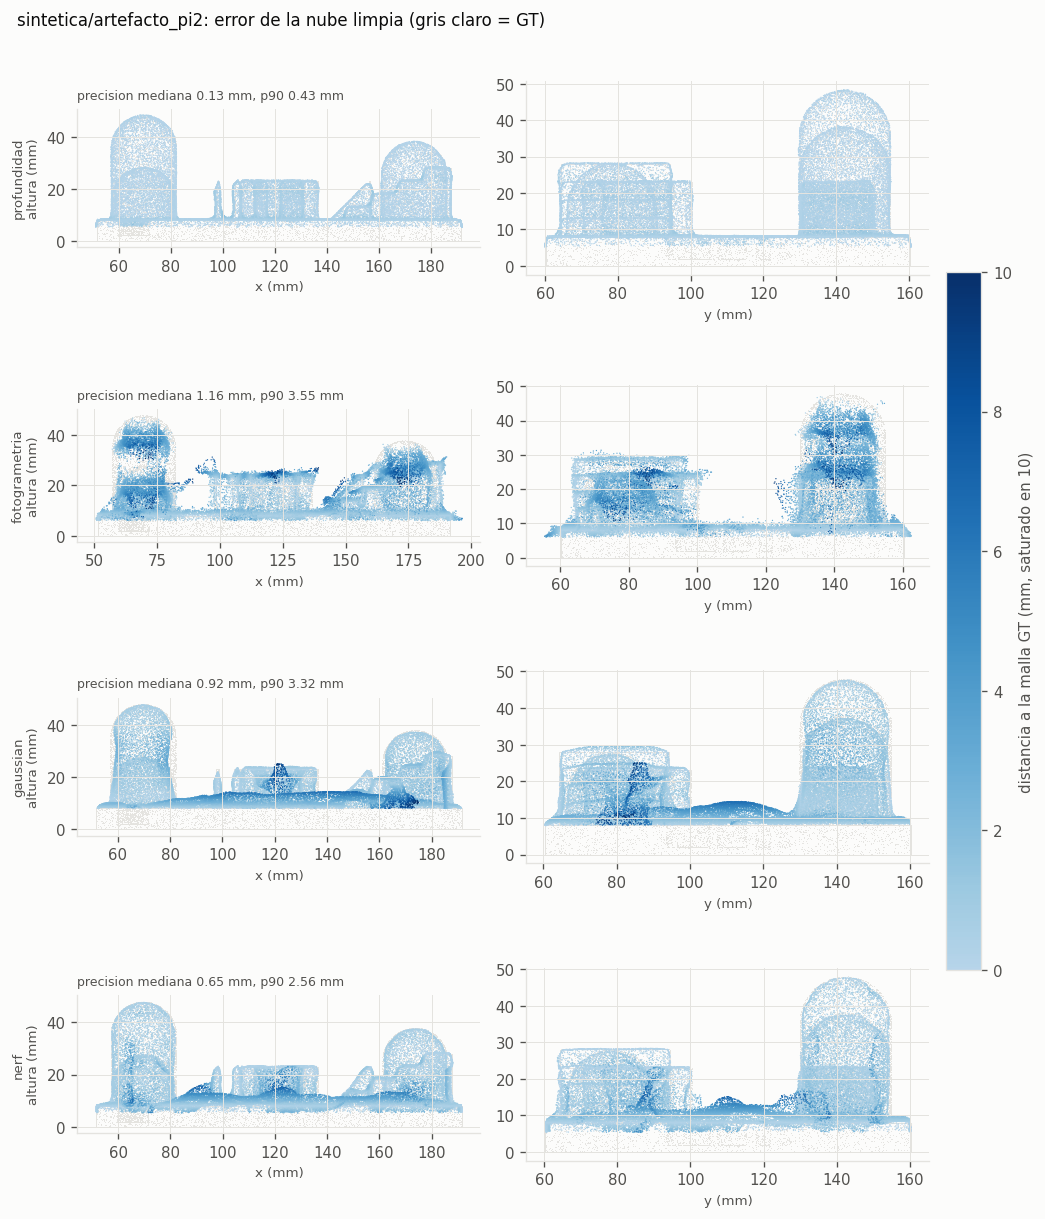 sintetica/artefacto_pi2: error de la nube limpia (gris claro = GT)
precision mediana 0.13 mm, p90 0.43 mm
profundidad
altura (mm)
0 20 40
60 80 100 120 140 160 180
x (mm)
0 10 20 30 40 50
60 80 100 120 140 160
y (mm)
precision mediana 1.16 mm, p90 3.55 mm
fotogrametria
altura (mm)
0 20 40
50 75 100 125 150 175 200
x (mm)
0 10 20 30 40 50
60 80 100 120 140 160
y (mm)
precision mediana 0.92 mm, p90 3.32 mm
gaussian
altura (mm)
0 20 40
60 80 100 120 140 160 180
x (mm)
0 10 20 30 40 50
60 80 100 120 140 160
y (mm)
precision mediana 0.65 mm, p90 2.56 mm
nerf
altura (mm)
0 20 40
60 80 100 120 140 160 180
x (mm)
0 10 20 30 40 50
60 80 100 120 140 160
y (mm)
0 2 4 6 8 10
distancia a la malla GT (mm, saturado en 10)